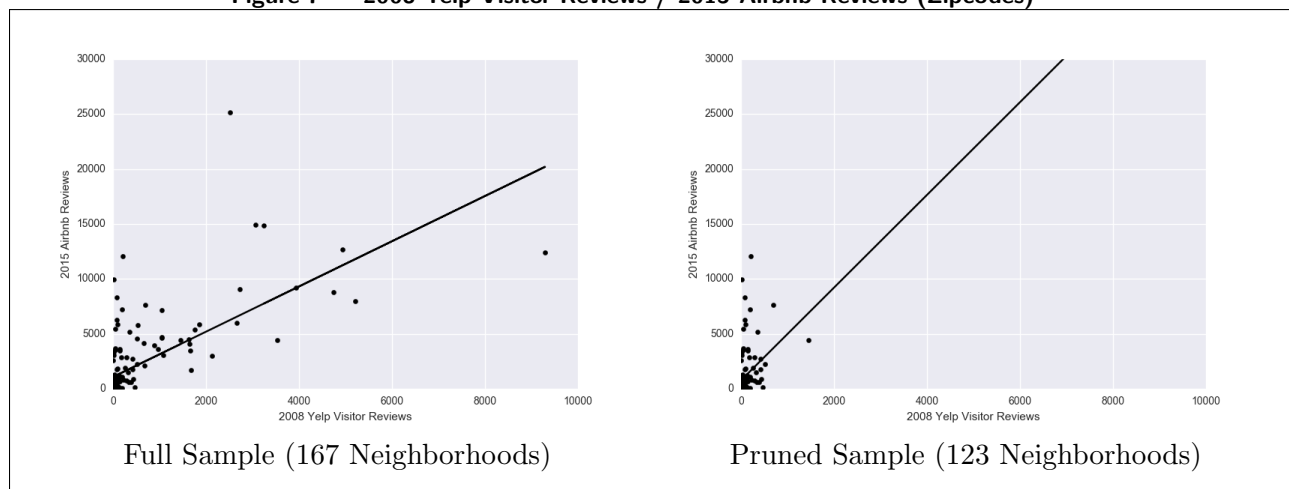 2008 Yelp Visitor Reviews / 2015 Airbnb Reviews (Zipcodes)
30000
25000
20000
15000
10000
5000
0
2015 Airbnb Reviews
0 2000 4000 6000 8000 10000
2008 Yelp Visitor Reviews
Full Sample (167 Neighborhoods)
30000
25000
20000
15000
10000
5000
0
2015 Airbnb Reviews
0 2000 4000 6000 8000 10000
2008 Yelp Visitor Reviews
Pruned Sample (123 Neighborhoods)